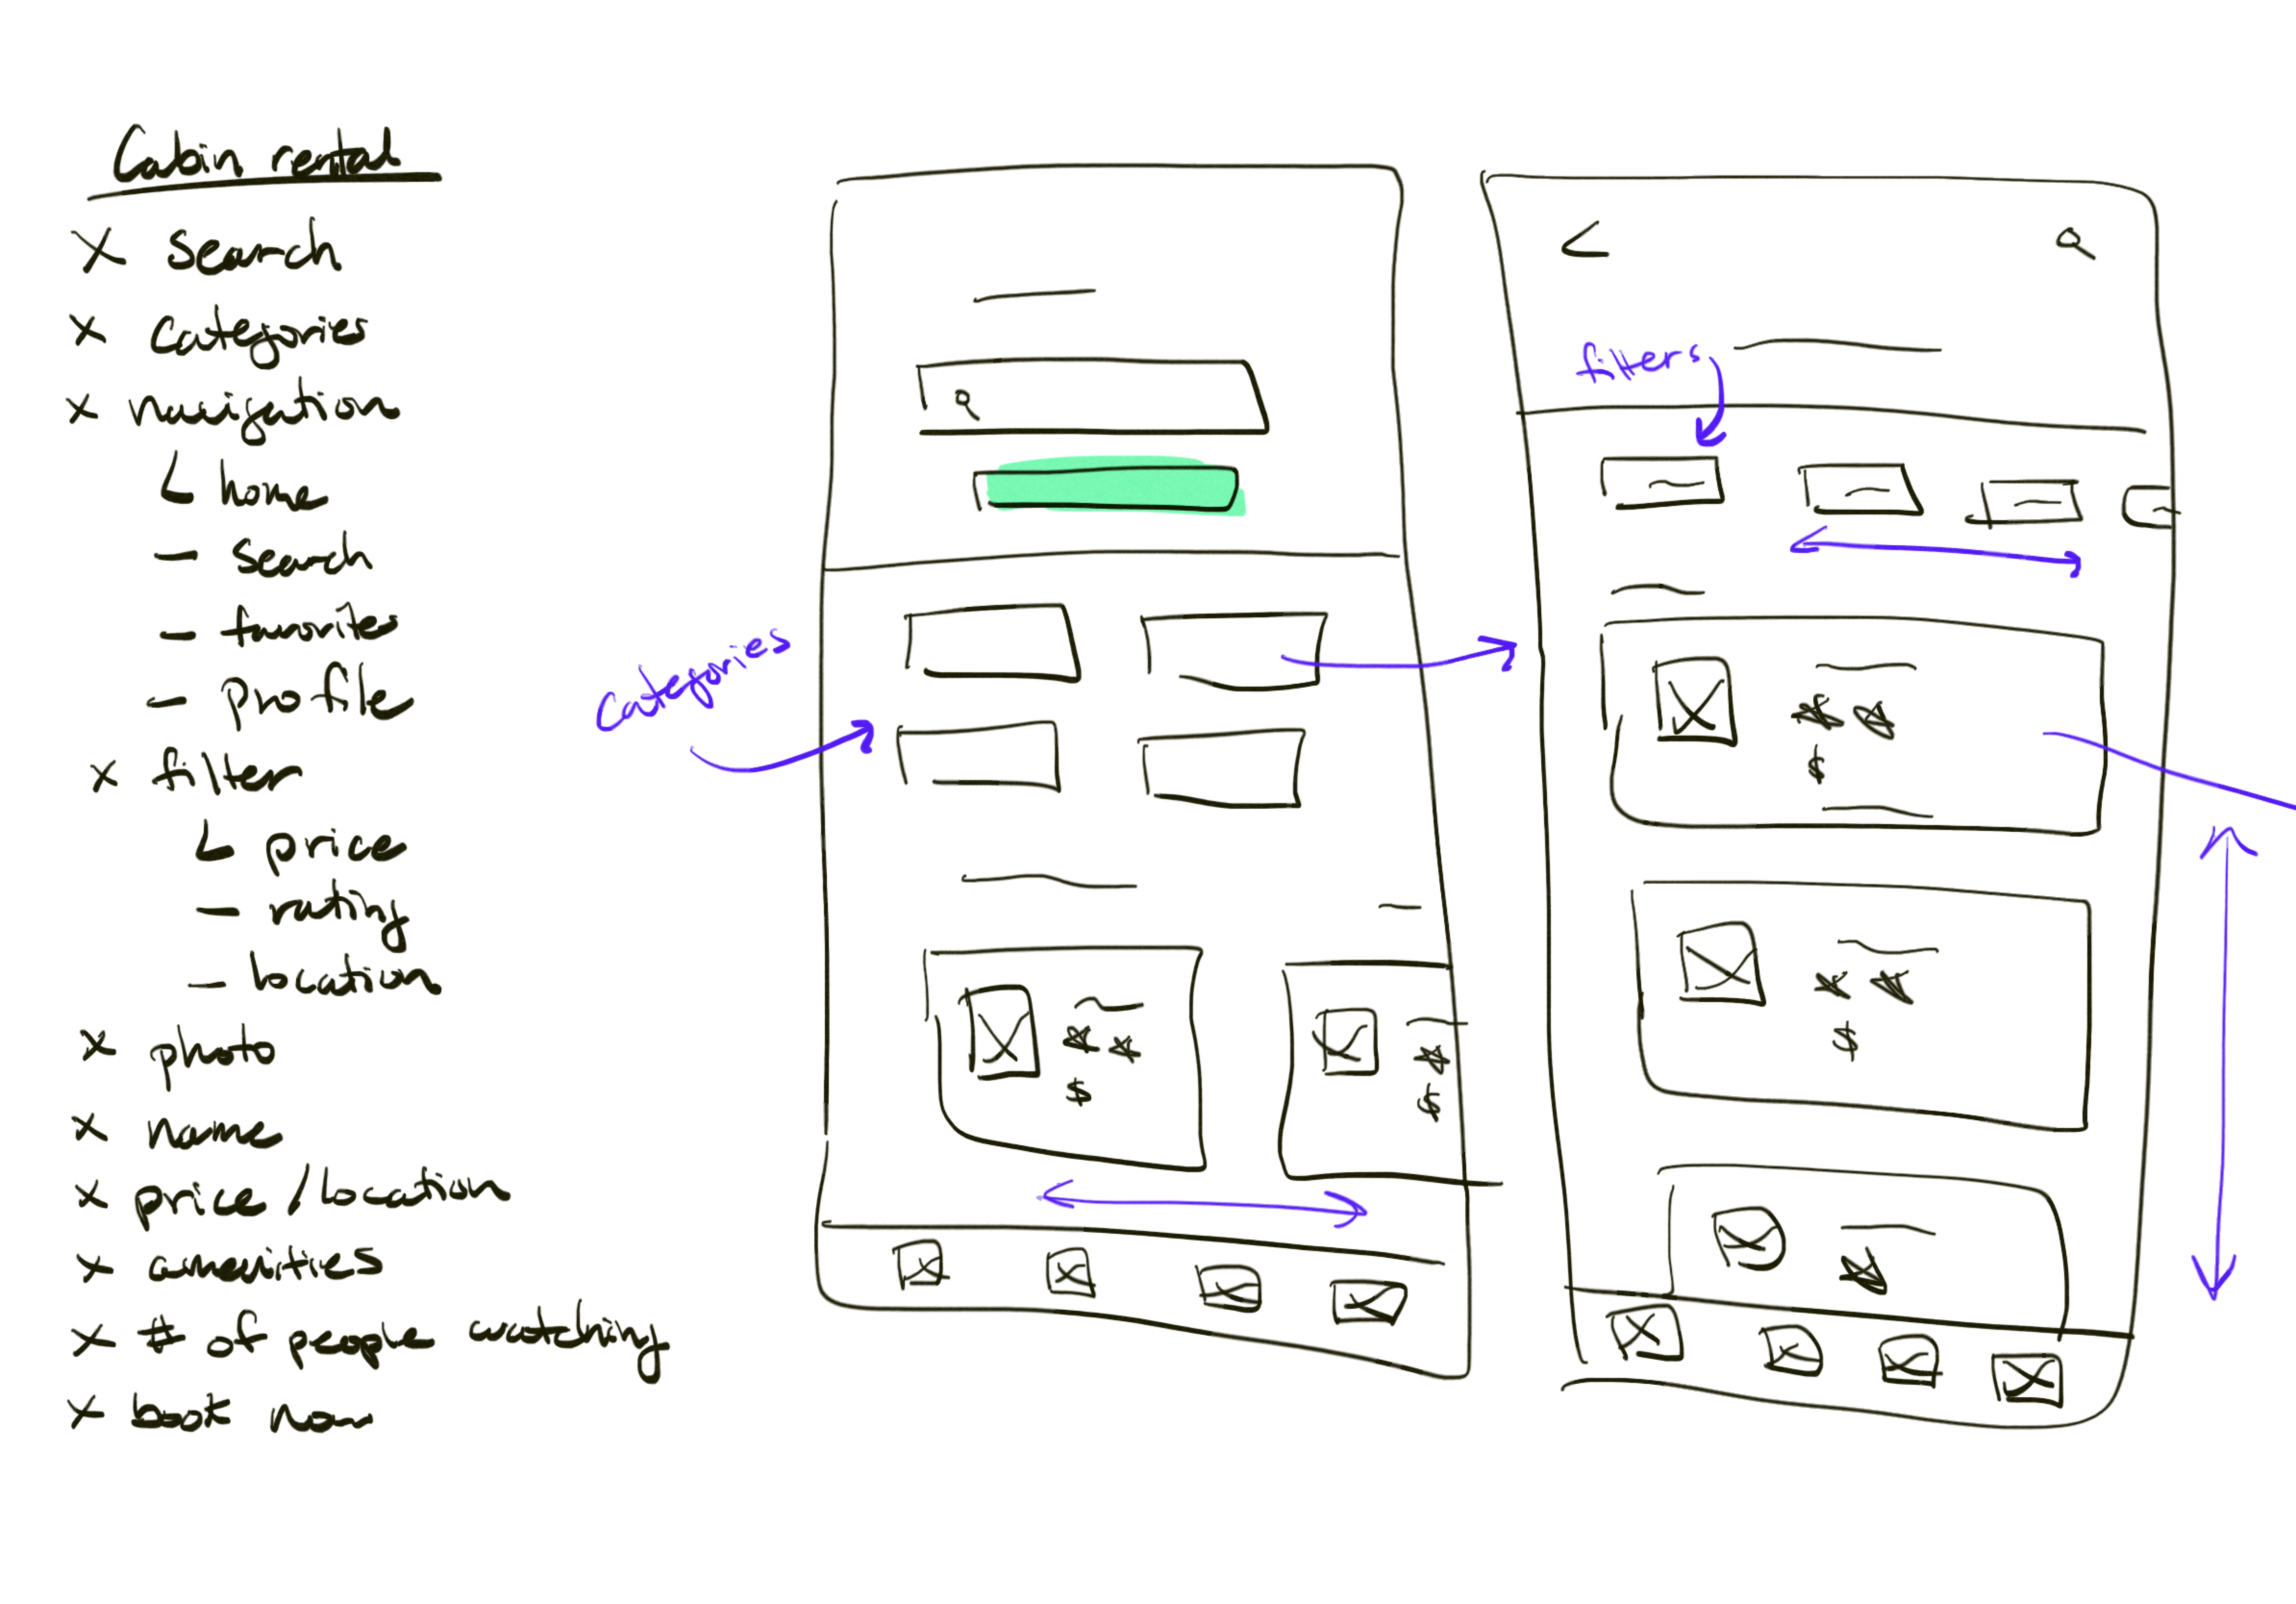 Cabin rental
x Search
x Categories
x navigation
home
- Search
- favorites
- profile
x filter
price
- rating
- location
x photo
x name
x price / location
x amenities
x # of people watching
x book now
Categories
$
$
filters
$
$